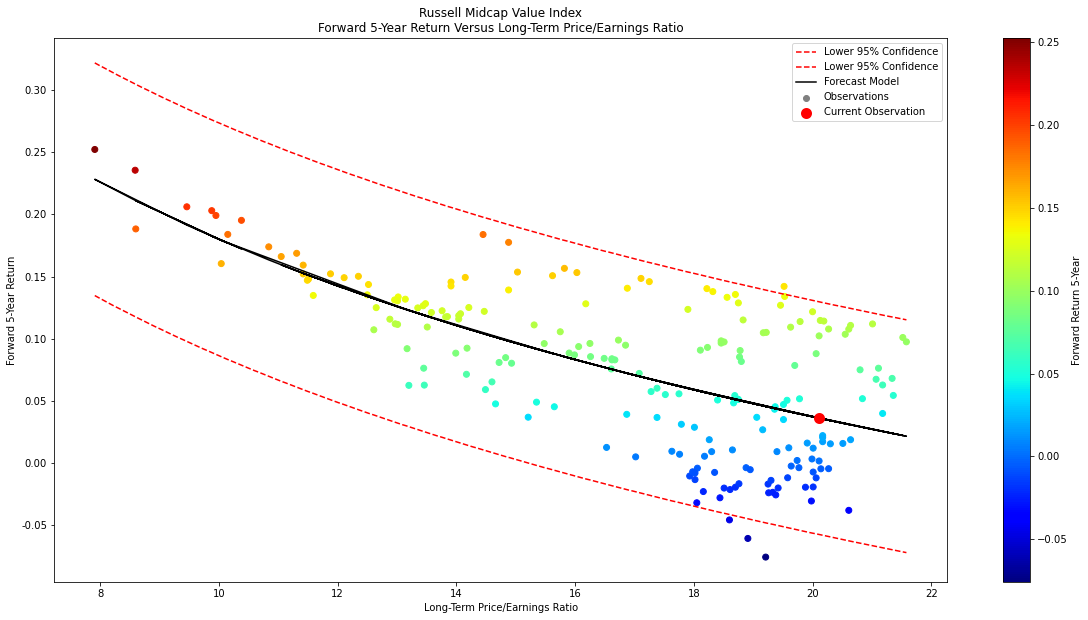 Russell Midcap Value Index
Forward 5-Year Return Versus Long-Term Price/Earnings Ratio
Lower 95% Confidence
Lower 95% Confidence
Forecast Model
Observations
Current Observation
Forward 5-Year Return
0.30
0.25
0.20
0.15
0.10
0.05
0.00
−0.05
8
10
12
14
16
18
20
22
Long-Term Price/Earnings Ratio
0.25
0.20
0.15
0.10
0.05
0.00
−0.05
Forward Return 5-Year